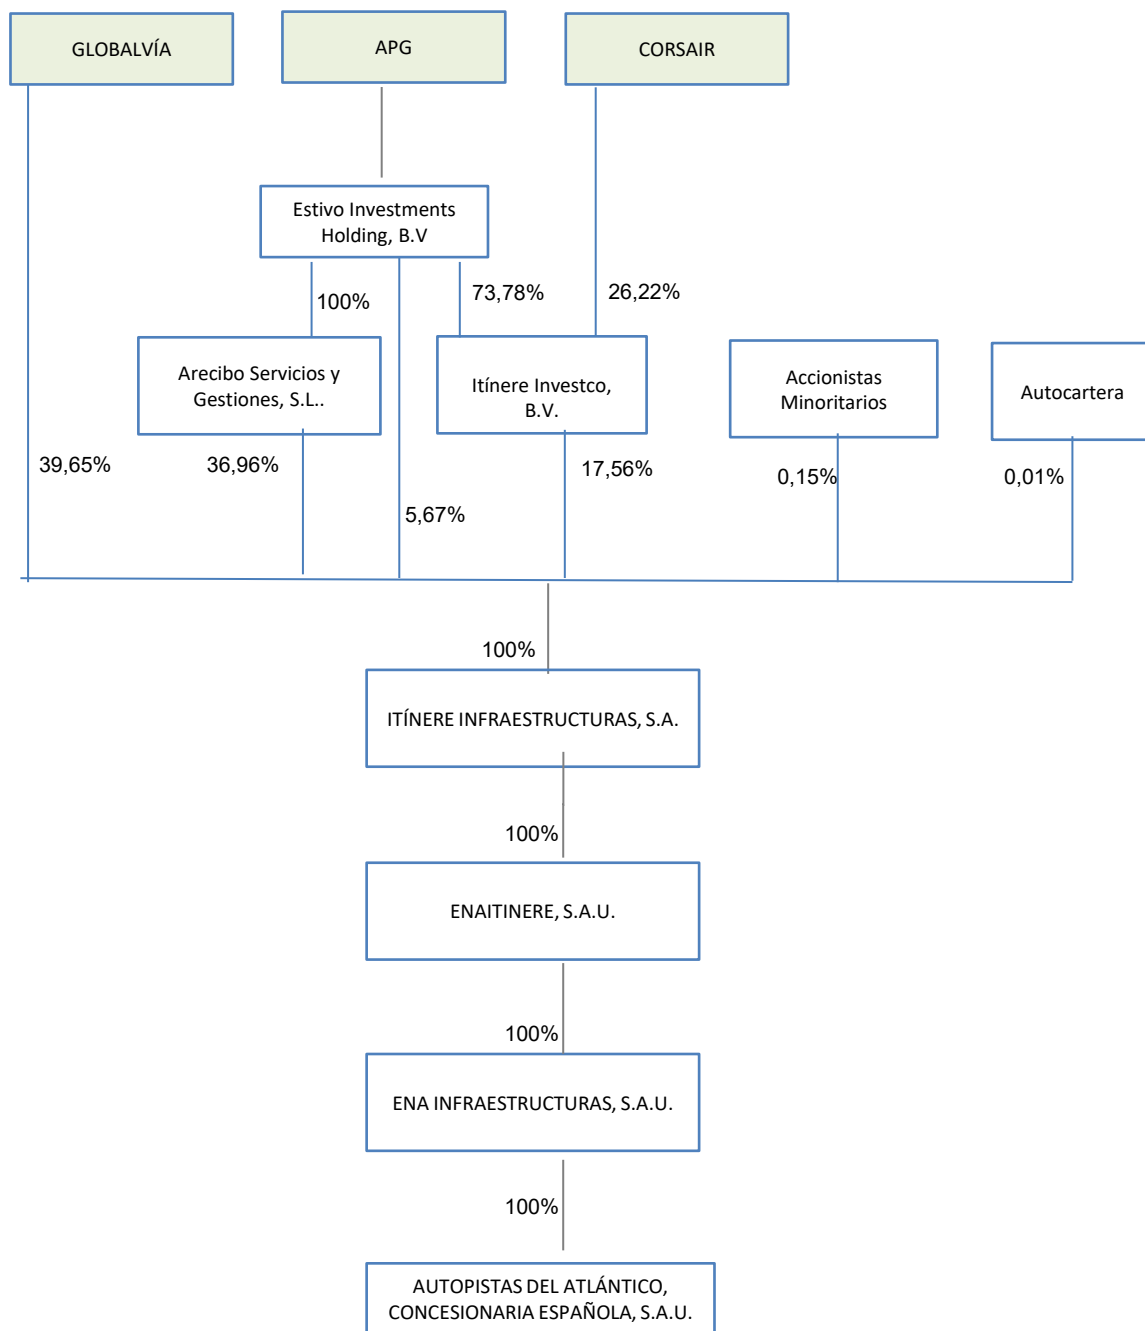 GLOBALVÍA
APG
CORSAIR
Estivo Investments
Holding, B.V
100%
73,78%
26,22%
Arecibo Servicios y
Gestiones, S.L..
Itínere Investco,
B.V.
Accionistas
Minoritarios
Autocartera
39,65%
36,96%
5,67%
17,56%
0,15%
0,01%
100%
ITÍNERE INFRAESTRUCTURAS, S.A.
100%
ENAITINERE, S.A.U.
100%
ENA INFRAESTRUCTURAS, S.A.U.
100%
AUTOPISTAS DEL ATLÁNTICO,
CONCESIONARIA ESPAÑOLA, S.A.U.